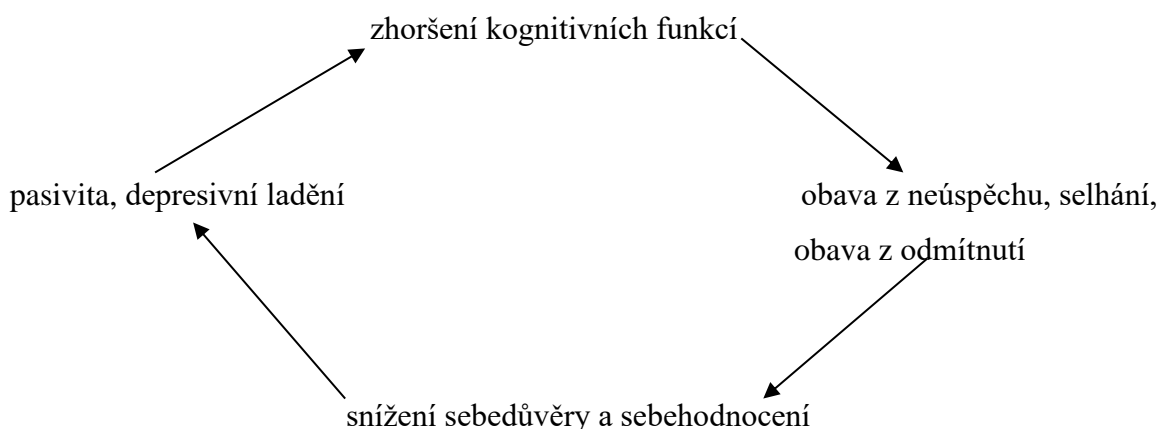 zhoršení kognitivních funkcí
pasivita, depresivní ladění
obava z neúspěchu, selhání,
obava z odmítnutí
snížení sebedůvěry a sebehodnocení